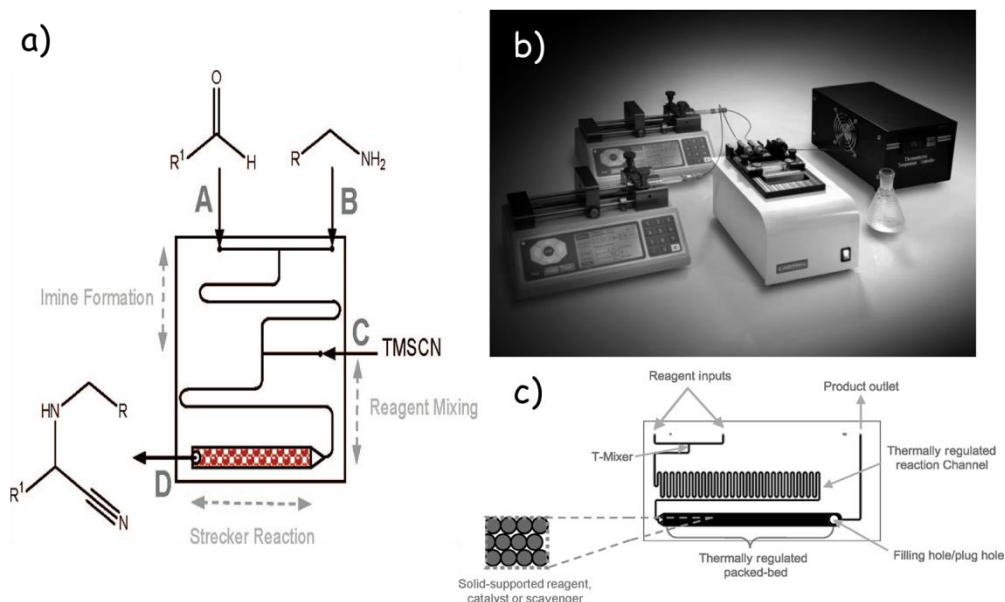 a)
O
R¹
H
R
NH₂
A
B
Imine Formation
C
TMSCN
Reagent Mixing
HN
R
R¹
N
D
Strecker Reaction
b)
c)
Reagent inputs
Product outlet
T-Mixer
Thermally regulated
reaction Channel
Thermally regulated
packed-bed
Filling hole/plug hole
Solid-supported reagent,
catalyst or scavenger